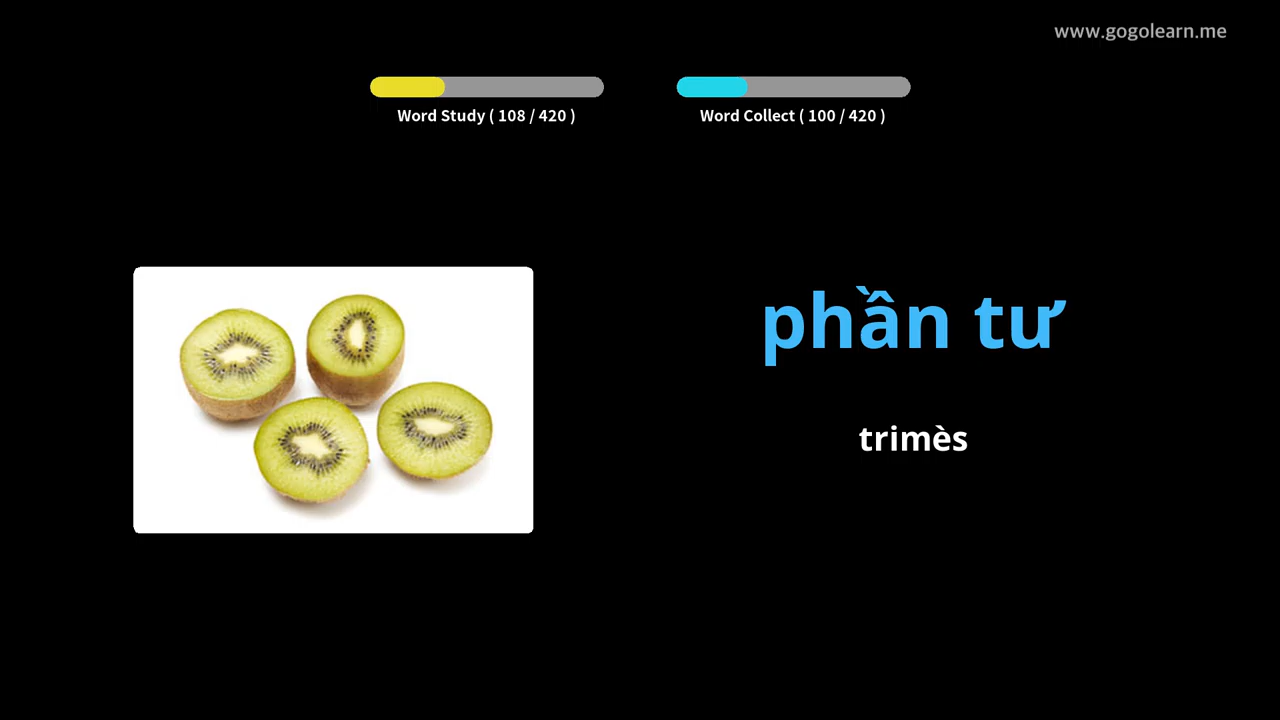 www.gogolearn.me
Word Study ( 108 / 420 )
Word Collect ( 100 / 420 )
phần tư
trimès